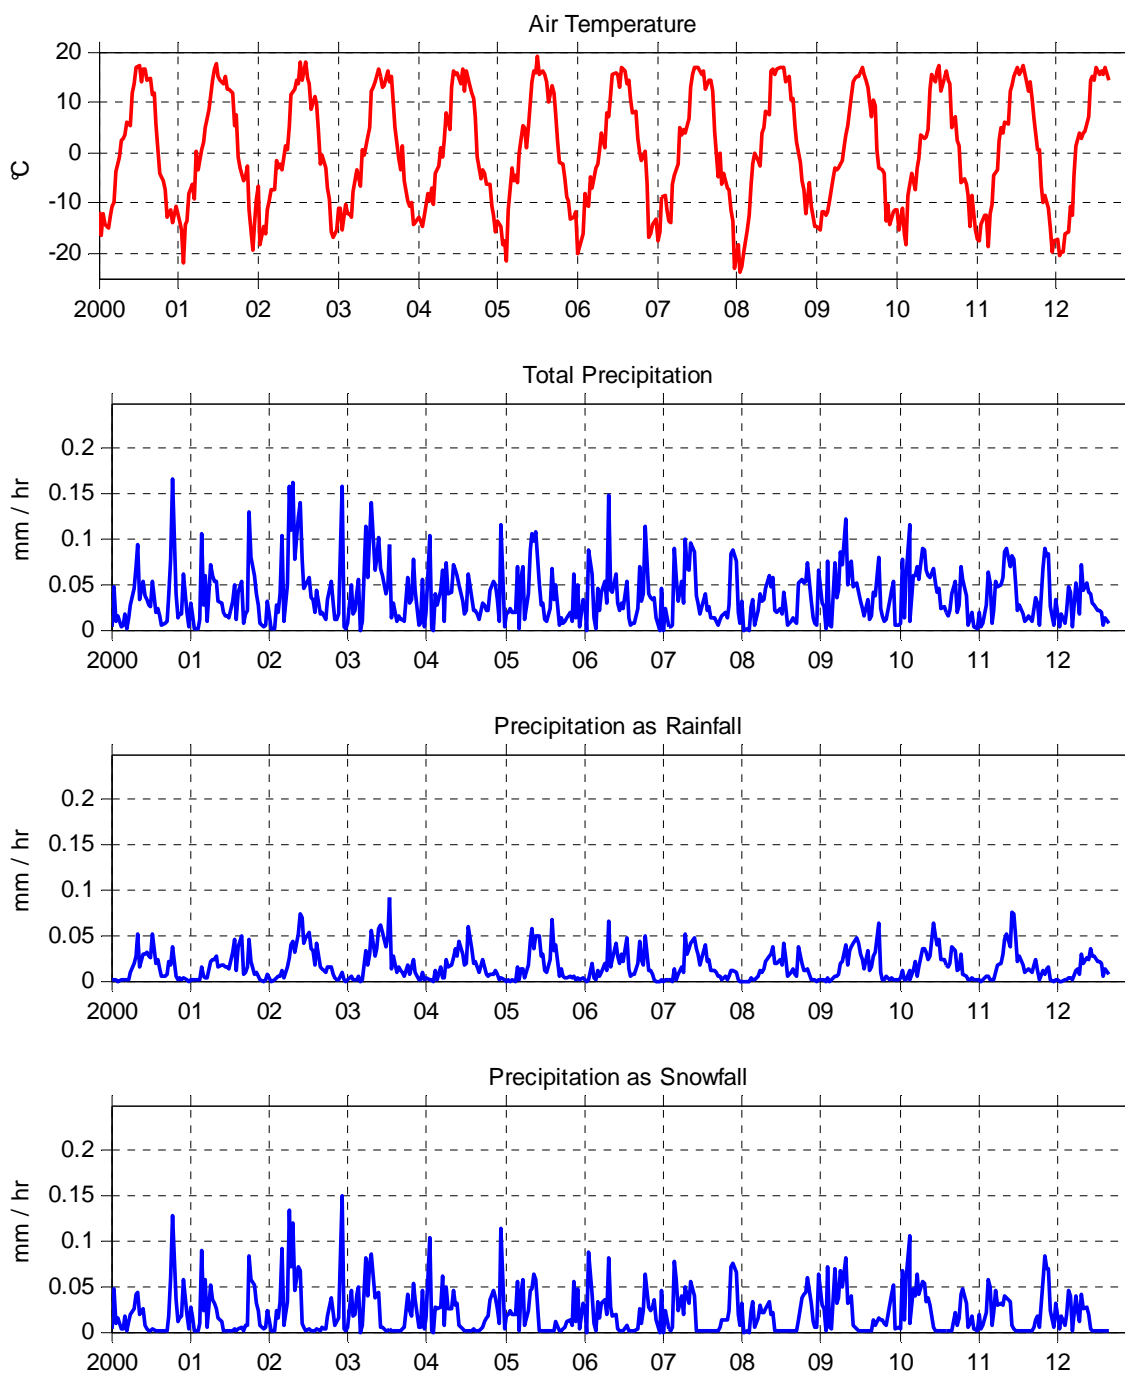 Air Temperature
20
10
0
-10
-20
℃
2000 01 02 03 04 05 06 07 08 09 10 11 12
Total Precipitation
0.2
0.15
0.1
0.05
0
mm / hr
2000 01 02 03 04 05 06 07 08 09 10 11 12
Precipitation as Rainfall
0.2
0.15
0.1
0.05
0
mm / hr
2000 01 02 03 04 05 06 07 08 09 10 11 12
Precipitation as Snowfall
0.2
0.15
0.1
0.05
0
mm / hr
2000 01 02 03 04 05 06 07 08 09 10 11 12